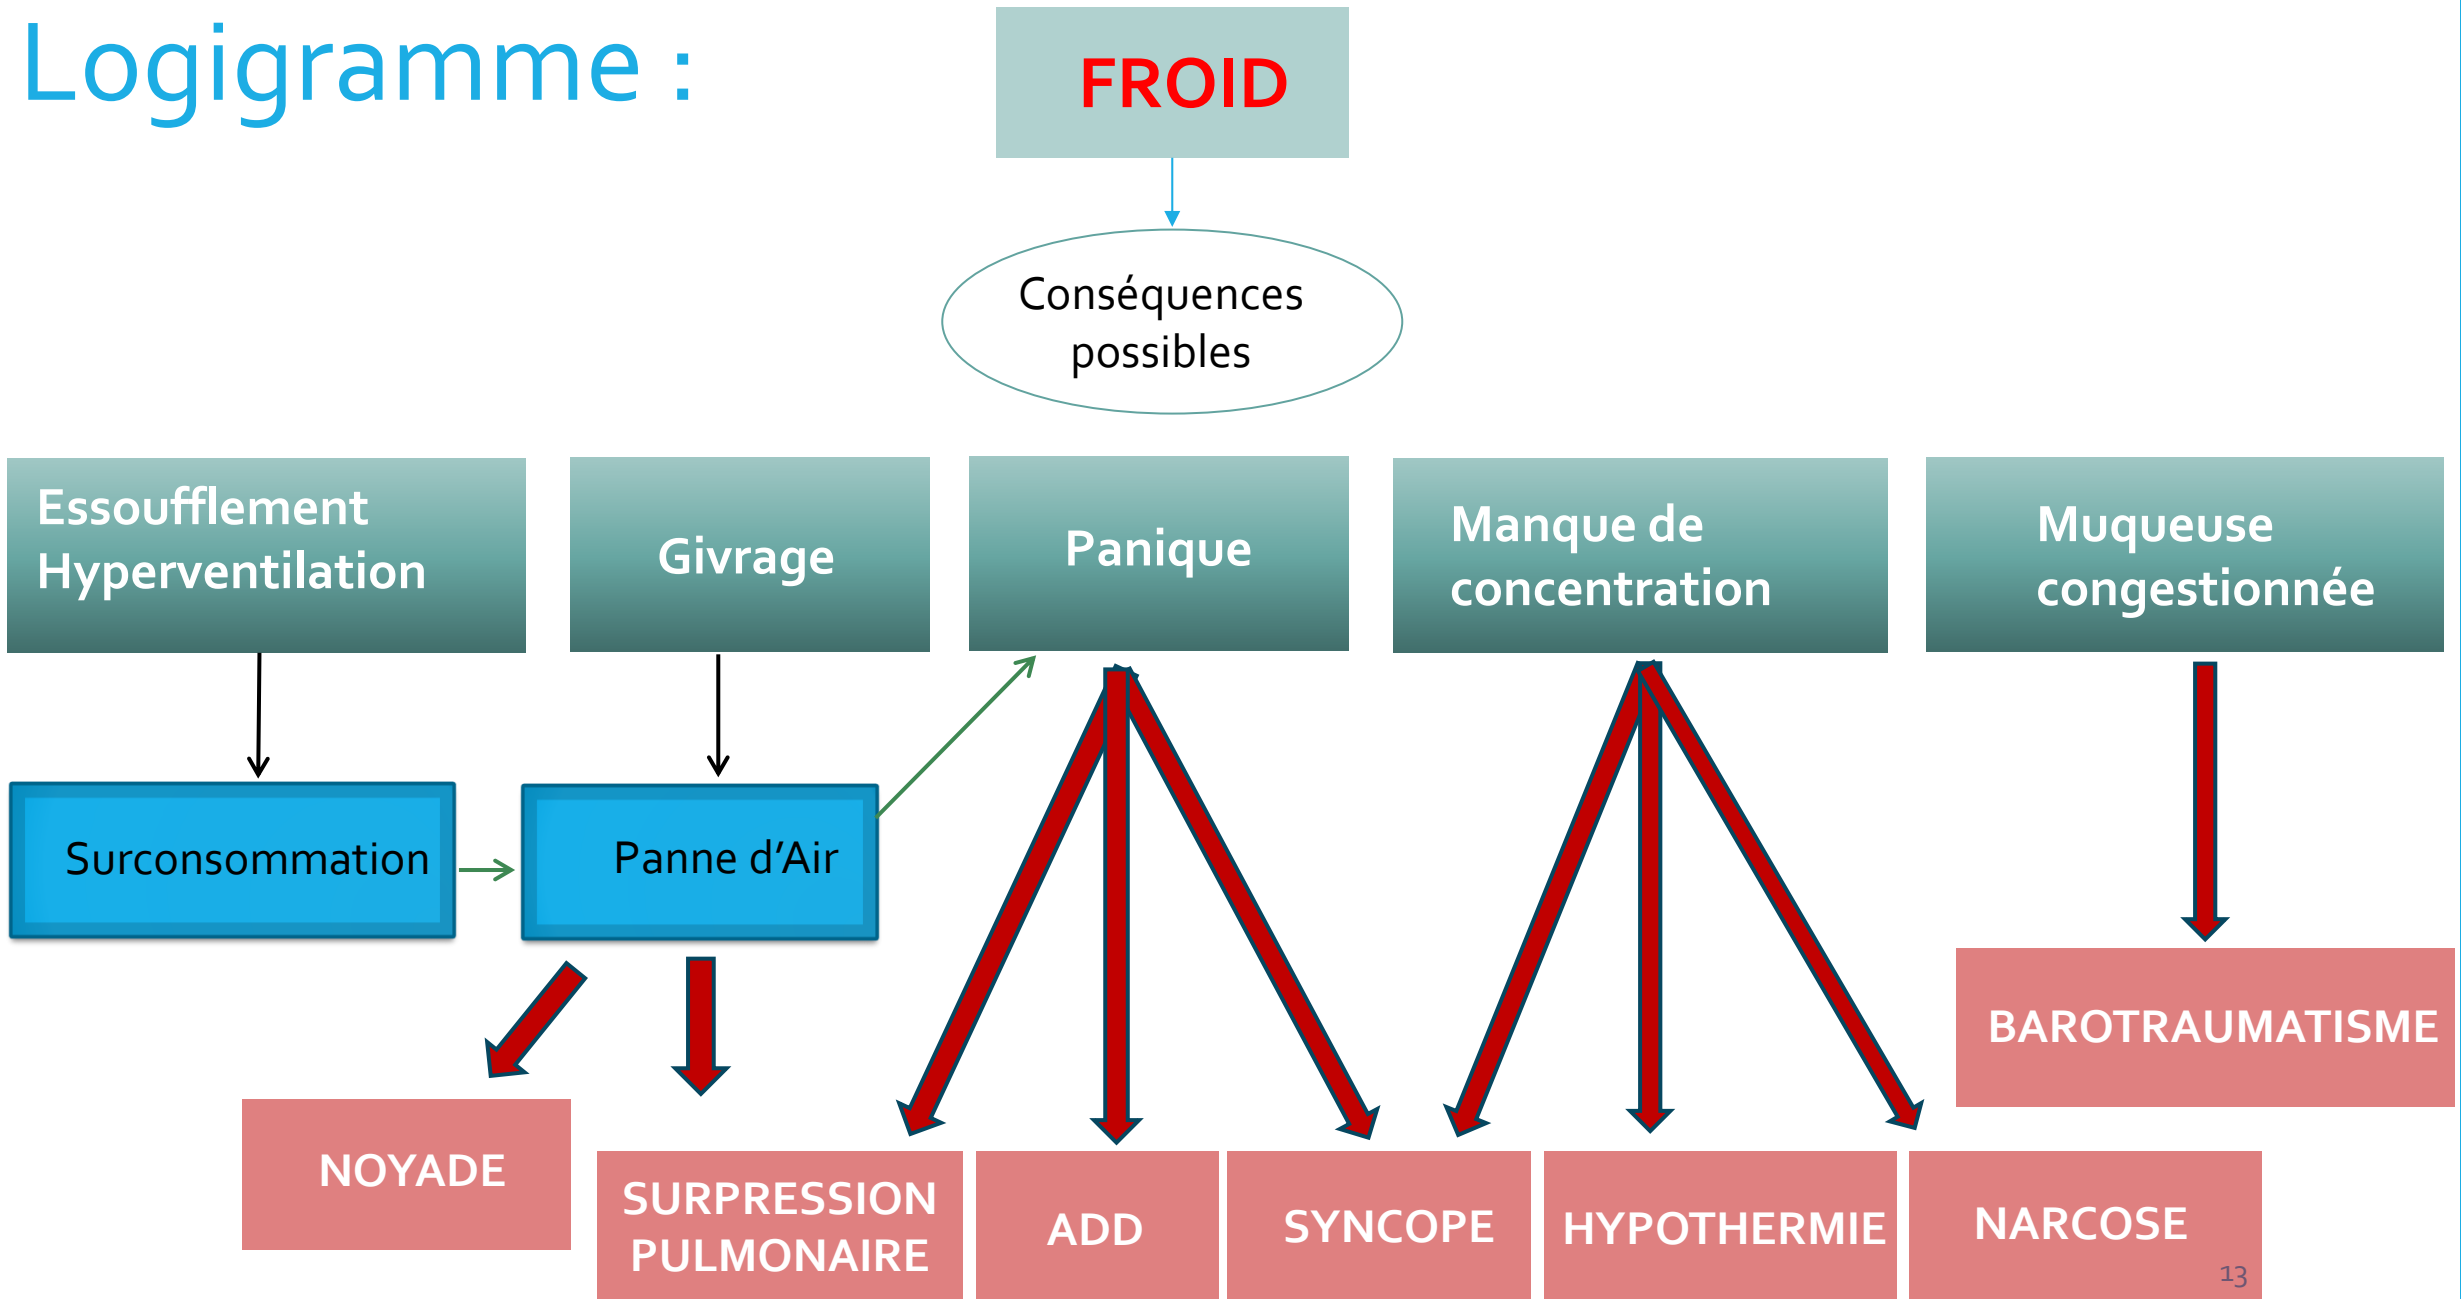 Logigramme :
FROID
Conséquences
possibles
Essoufflement
Hyperventilation
Givrage
Panique
Manque de
concentration
Muqueuse
congestionnée
Surconsommation
Panne d’Air
NOYADE
SURPRESSION
PULMONAIRE
ADD
SYNCOPE
HYPOTHERMIE
NARCOSE
BAROTRAUMATISME
13